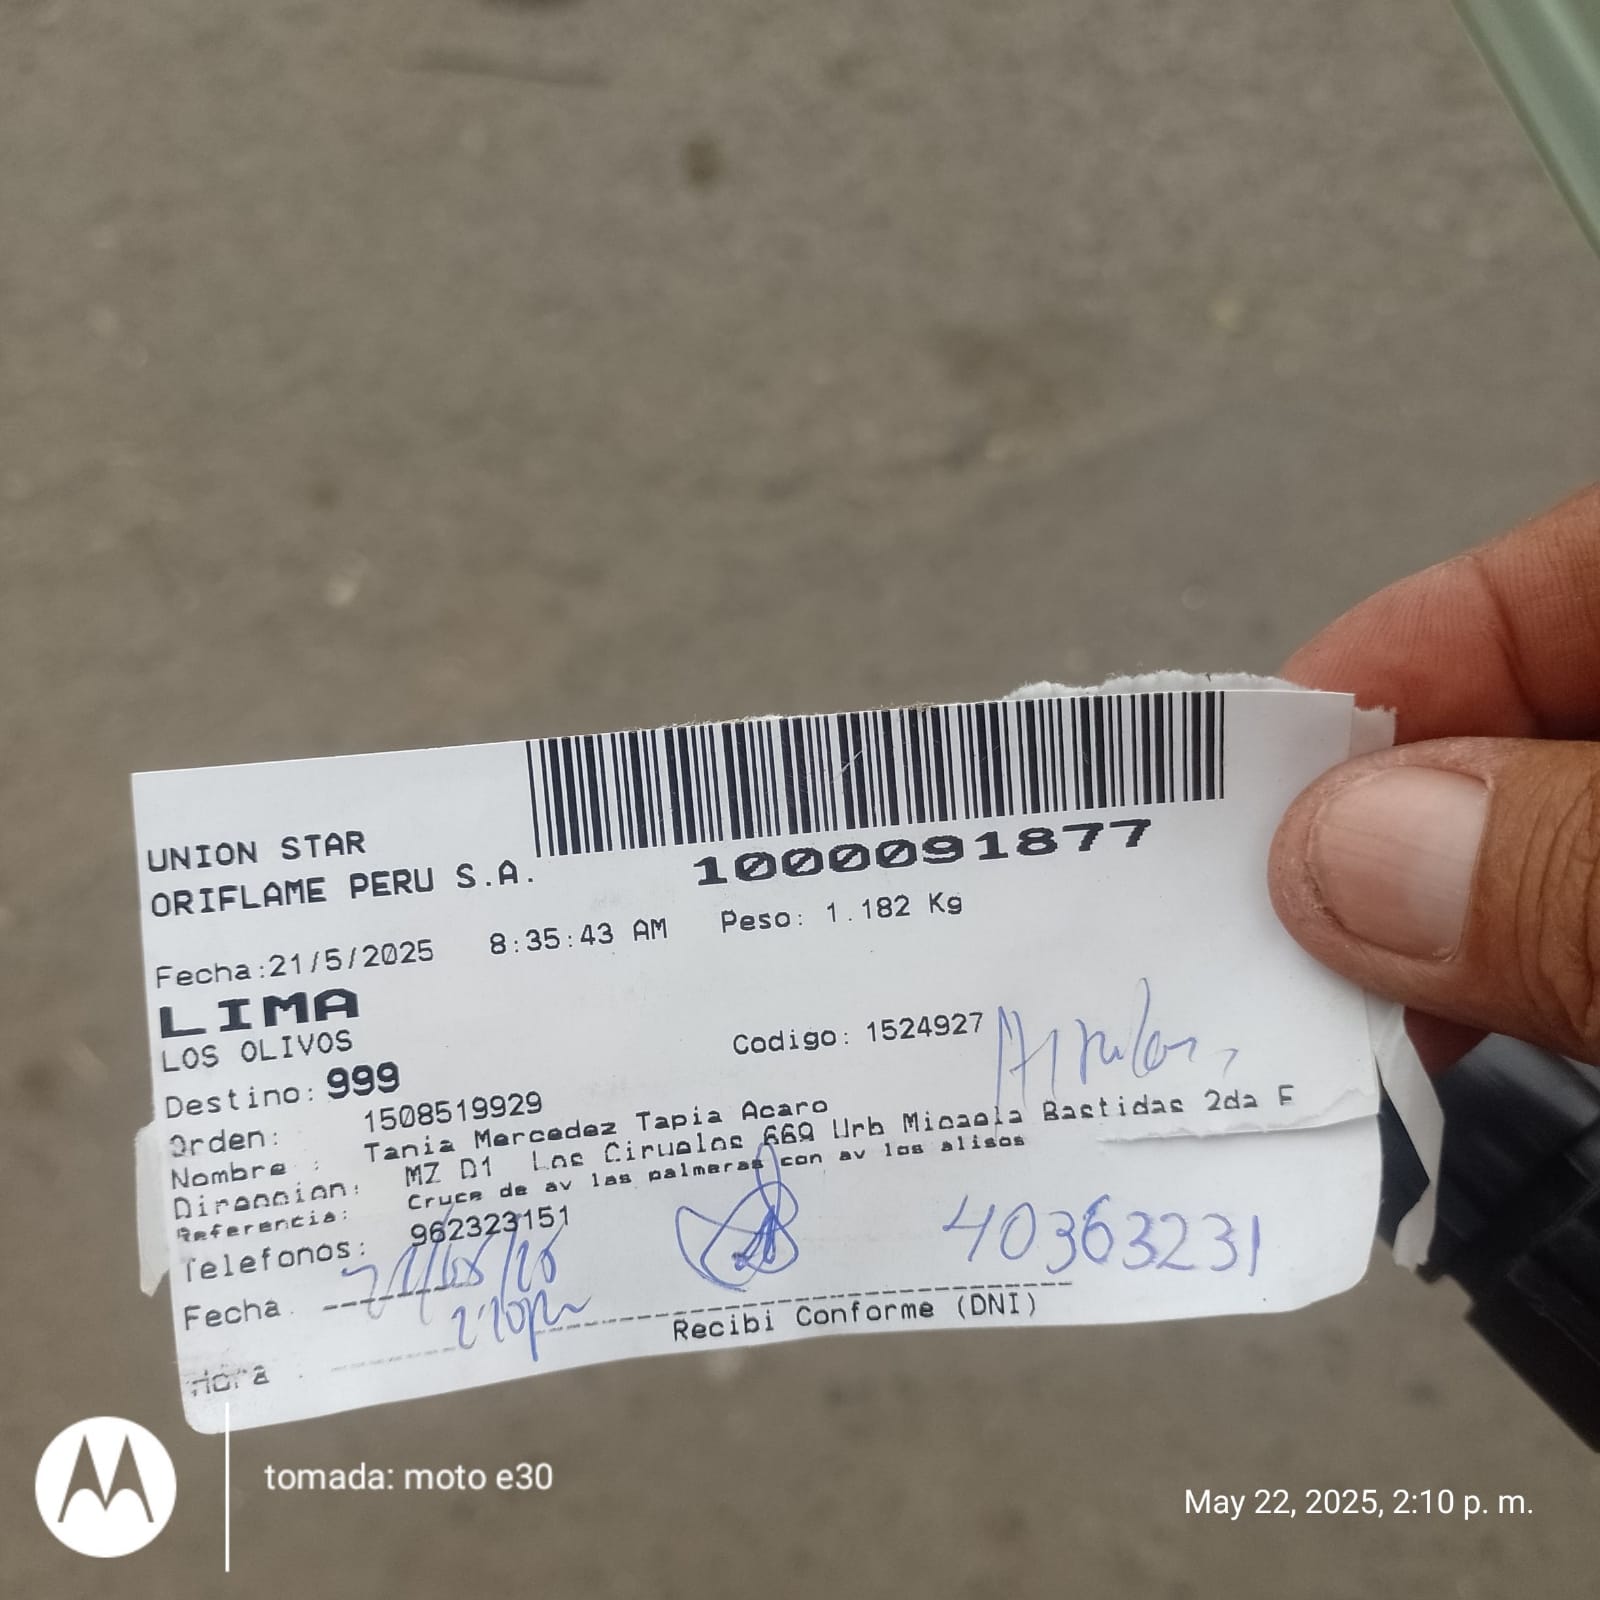 UNION STAR
ORIFLAME PERU S.A.
1000091877
Fecha:21/5/2025 8:35:43 AM Peso: 1.182 Kg
LIMA
LOS OLIVOS
Codigo: 1524927
Destino: 999
Orden: 1508519929
Nombre : Tania Mercedez Tapia Acaro
Direccion: MZ D1 Los Ciruelos 669 Urb Micaela Bastidas 2da E
Referencia: Cruce de av las palmeras con av los alisos
Telefonos: 962323151
40363231
Fecha
2:10pm
Recibi Conforme (DNI)
Hora
tomada: moto e30
May 22, 2025, 2:10 p. m.